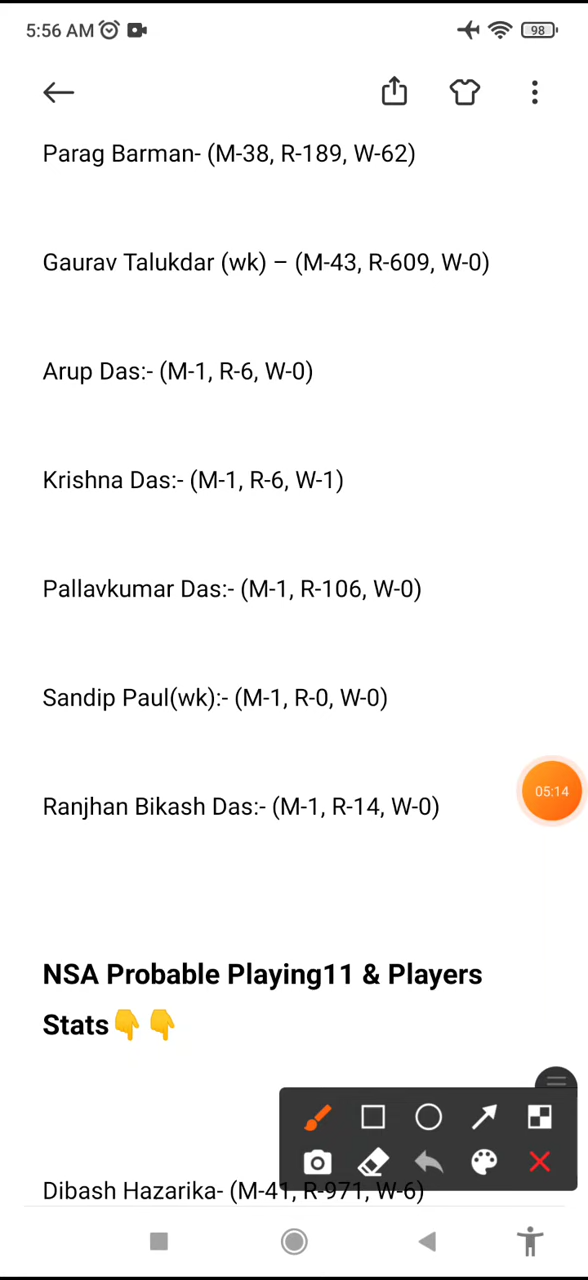 5:56 AM
98
Parag Barman- (M-38, R-189, W-62)
Gaurav Talukdar (wk) – (M-43, R-609, W-0)
Arup Das:- (M-1, R-6, W-0)
Krishna Das:- (M-1, R-6, W-1)
Pallavkumar Das:- (M-1, R-106, W-0)
Sandip Paul(wk):- (M-1, R-0, W-0)
Ranjhan Bikash Das:- (M-1, R-14, W-0)
05:14
NSA Probable Playing11 & Players
Stats👇👇
Dibash Hazarika- (M-41, R-971, W-6)